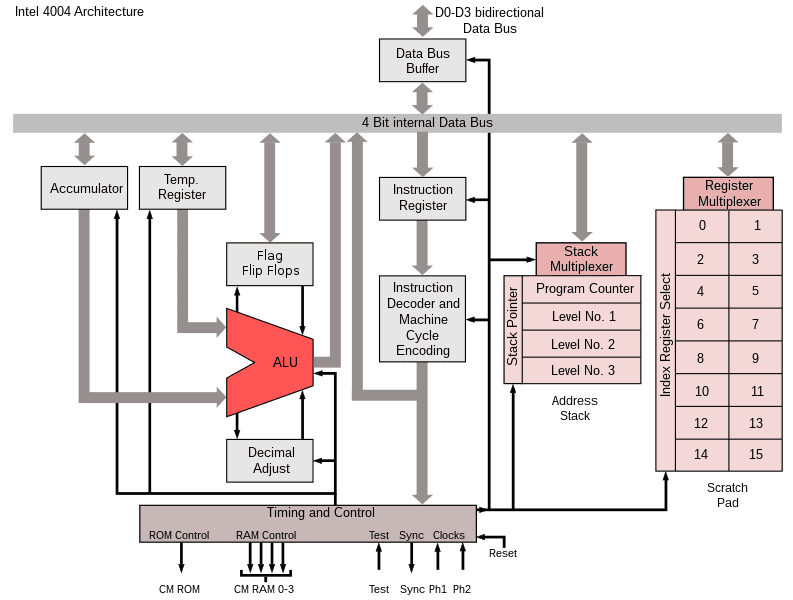 Intel 4004 Architecture
D0-D3 bidirectional
Data Bus
Data Bus
Buffer
4 Bit internal Data Bus
Accumulator
Temp.
Register
Instruction
Register
Register
Multiplexer
Flag
Flip Flops
Stack
Multiplexer
Instruction
Decoder and
Machine
Cycle
Encoding
Stack Pointer
Program Counter
Level No. 1
Level No. 2
Level No. 3
Address
Stack
Index Register Select
0 1
2 3
4 5
6 7
8 9
10 11
12 13
14 15
Scratch
Pad
ALU
Decimal
Adjust
Timing and Control
ROM Control RAM Control Test Sync Clocks
Reset
CM ROM CM RAM 0-3 Test Sync Ph1 Ph2